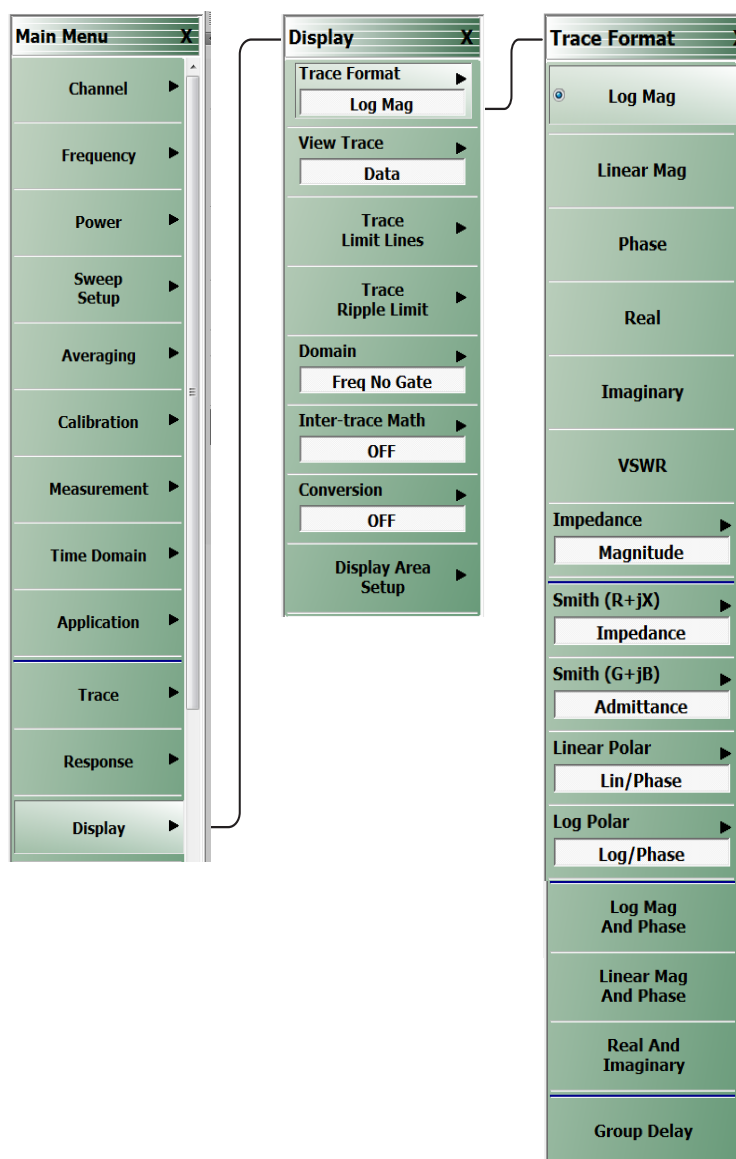 Main Menu X
Channel
Frequency
Power
Sweep
Setup
Averaging
Calibration
Measurement
Time Domain
Application
Trace
Response
Display
Display X
Trace Format
Log Mag
View Trace
Data
Trace
Limit Lines
Trace
Ripple Limit
Domain
Freq No Gate
Inter-trace Math
OFF
Conversion
OFF
Display Area
Setup
Trace Format
Log Mag
Linear Mag
Phase
Real
Imaginary
VSWR
Impedance
Magnitude
Smith (R+jX)
Impedance
Smith (G+jB)
Admittance
Linear Polar
Lin/Phase
Log Polar
Log/Phase
Log Mag
And Phase
Linear Mag
And Phase
Real And
Imaginary
Group Delay